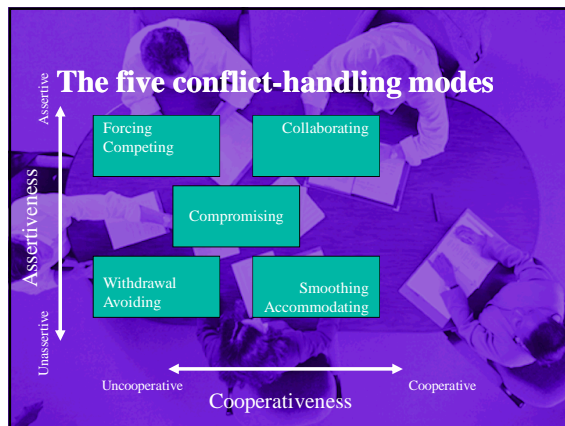 The five conflict-handling modes
Assertive
Forcing
Competing
Collaborating
Assertiveness
Compromising
Withdrawal
Avoiding
Smoothing
Accommodating
Unassertive
Uncooperative
Cooperative
Cooperativeness